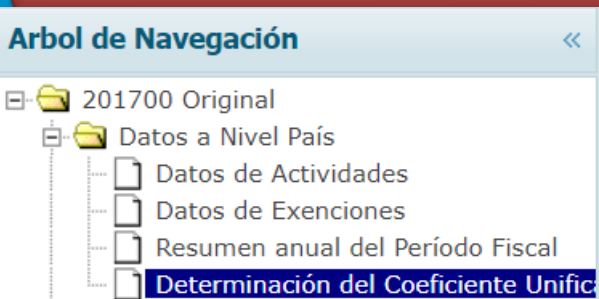 Arbol de Navegación «
201700 Original
Datos a Nivel País
Datos de Actividades
Datos de Exenciones
Resumen anual del Período Fiscal
Determinación del Coeficiente Unific